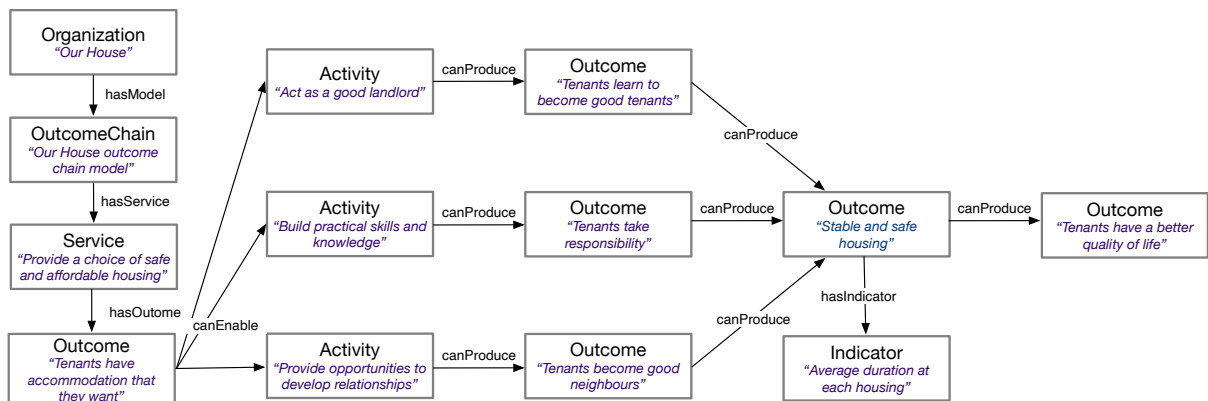 Organization
“Our House”
hasModel
OutcomeChain
“Our House outcome
chain model”
hasService
Service
“Provide a choice of safe
and affordable housing”
hasOutome
Outcome
“Tenants have
accommodation that
they want”
canEnable
Activity
“Act as a good landlord”
canProduce
Outcome
“Tenants learn to
become good tenants”
canProduce
Activity
“Build practical skills and
knowledge”
canProduce
Outcome
“Tenants take
responsibility”
canProduce
Activity
“Provide opportunities to
develop relationships”
canProduce
Outcome
“Tenants become good
neighbours”
canProduce
Outcome
“Stable and safe
housing”
canProduce
Outcome
“Tenants have a better
quality of life”
hasIndicator
Indicator
“Average duration at
each housing”